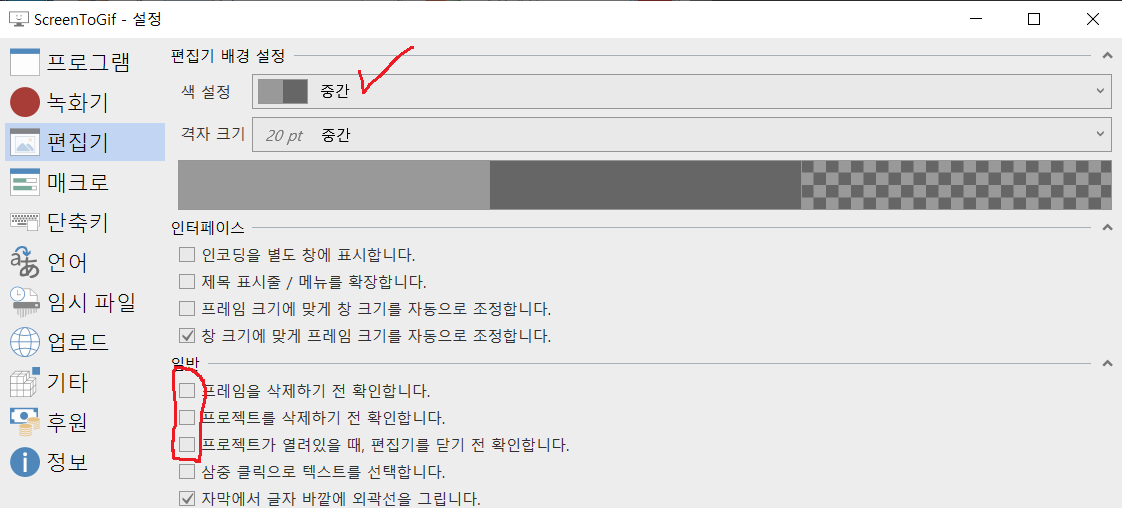 ScreenToGif - 설정
프로그램
녹화기
편집기
매크로
단축키
언어
임시 파일
업로드
기타
후원
정보
편집기 배경 설정
색 설정 중간
격자 크기 20 pt 중간
인터페이스
인코딩을 별도 창에 표시합니다.
제목 표시줄 / 메뉴를 확장합니다.
프레임 크기에 맞게 창 크기를 자동으로 조정합니다.
창 크기에 맞게 프레임 크기를 자동으로 조정합니다.
일반
프레임을 삭제하기 전 확인합니다.
프로젝트를 삭제하기 전 확인합니다.
프로젝트가 열려있을 때, 편집기를 닫기 전 확인합니다.
삼중 클릭으로 텍스트를 선택합니다.
자막에서 글자 바깥에 외곽선을 그립니다.